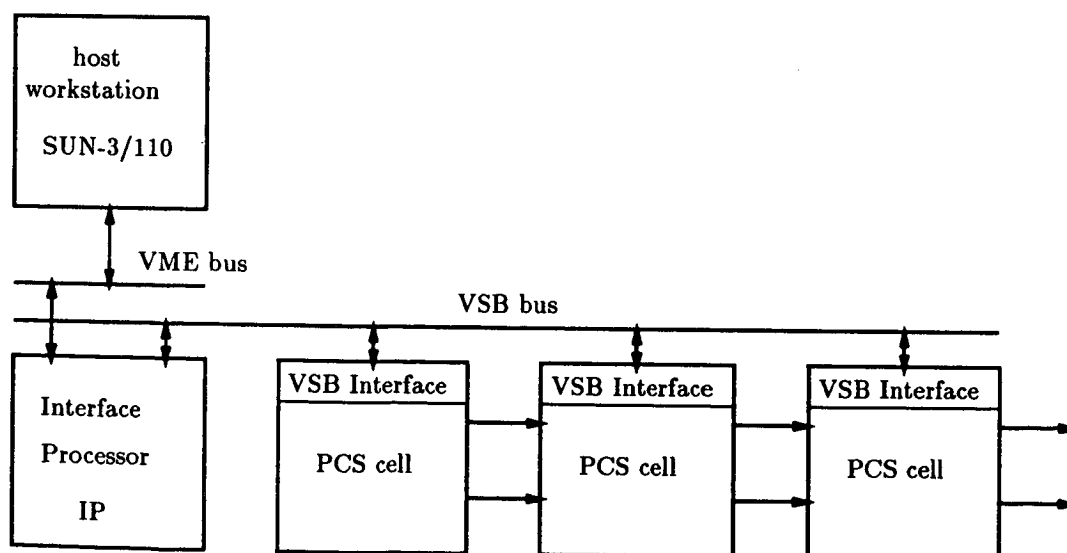 host
workstation
SUN-3/110
VME bus
VSB bus
VSB Interface
VSB Interface
VSB Interface
Interface
Processor
IP
PCS cell
PCS cell
PCS cell